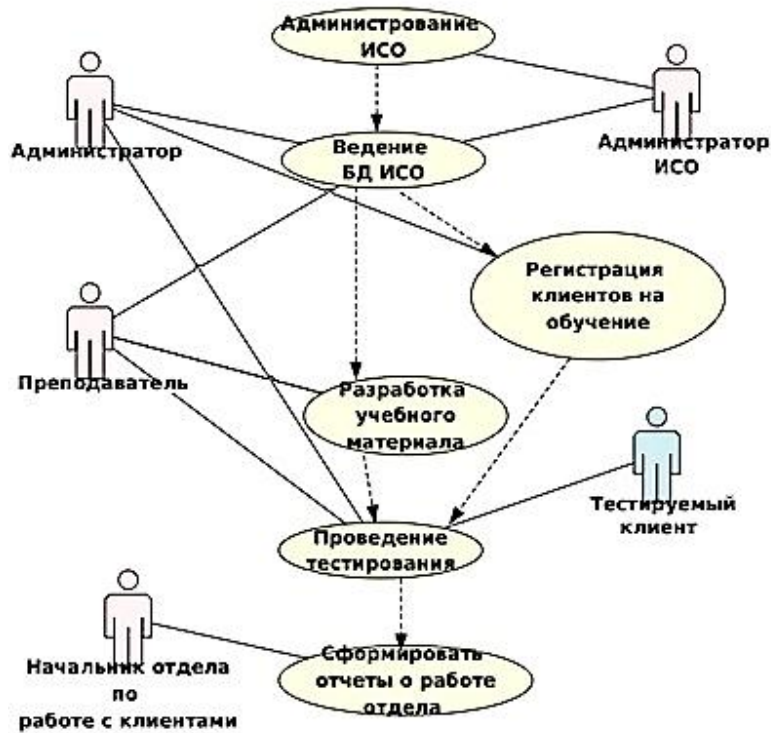 Администрование
ИСО
Администратор
Администратор
ИСО
Ведение
БД ИСО
Регистрация
клиентов на
обучение
Преподаватель
Разработка
учебного
материала
Тестируемый
клиент
Проведение
тестирования
Начальник отдела
по
работе с клиентами
Сформировать
отчеты о работе
отдела